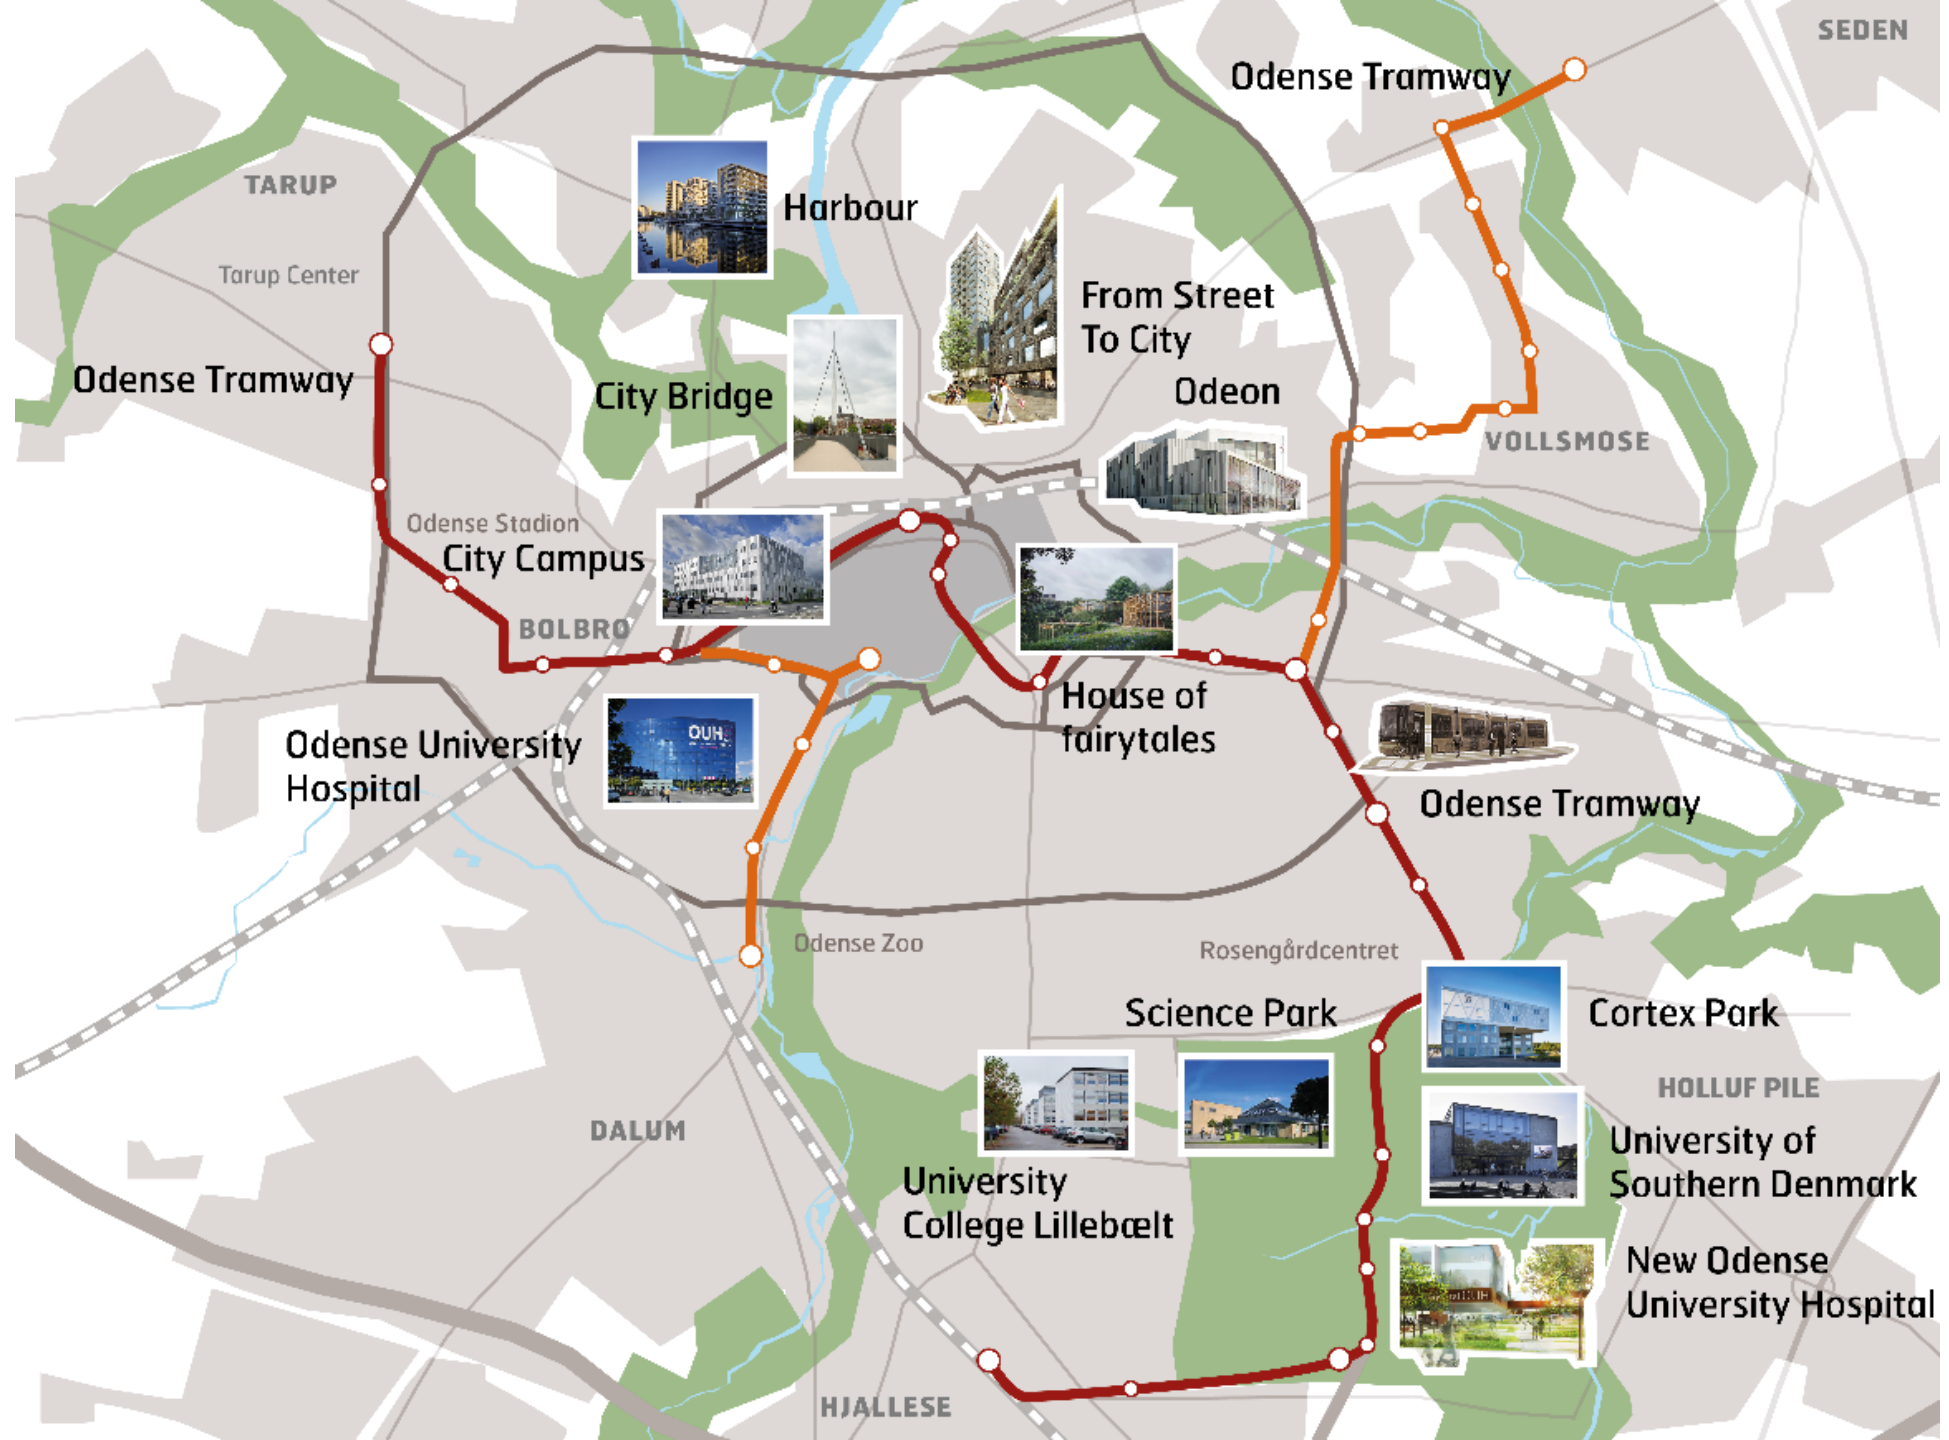 SEDEN
Odense Tramway
TARUP
Harbour
Tarup Center
From Street
To City
Odense Tramway
City Bridge
Odeon
VOLLSMOSE
Odense Stadion
City Campus
BOLBRO
House of
fairytales
Odense University
Hospital
OUH
Odense Tramway
Odense Zoo
Rosengårdcentret
Science Park
Cortex Park
HOLLUF PILE
DALUM
University of
Southern Denmark
University
College Lillebælt
New Odense
University Hospital
HJALLESE